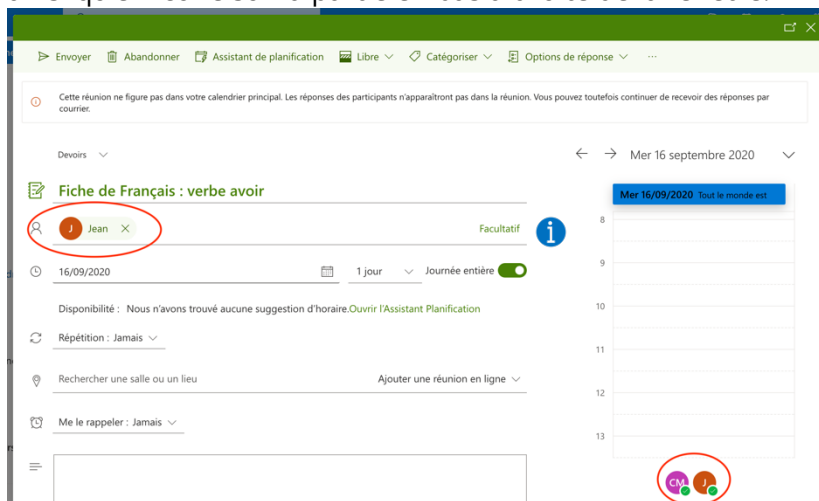 Envoyer Abandonner Assistant de planification Libre Catégoriser Options de réponse ...
Cette réunion ne figure pas dans votre calendrier principal. Les réponses des participants n'apparaîtront pas dans la réunion. Vous pouvez toutefois continuer de recevoir des réponses par
courrier.
Devoirs
Mer 16 septembre 2020
Fiche de Français : verbe avoir
Mer 16/09/2020 Tout le monde est
J Jean
Facultatif
8
16/09/2020 1 jour Journée entière
9
Disponibilité : Nous n'avons trouvé aucune suggestion d'horaire.Ouvrir l'Assistant Planification
10
Répétition : Jamais
11
Rechercher une salle ou un lieu Ajouter une réunion en ligne
12
Me le rappeler : Jamais
13
CM J